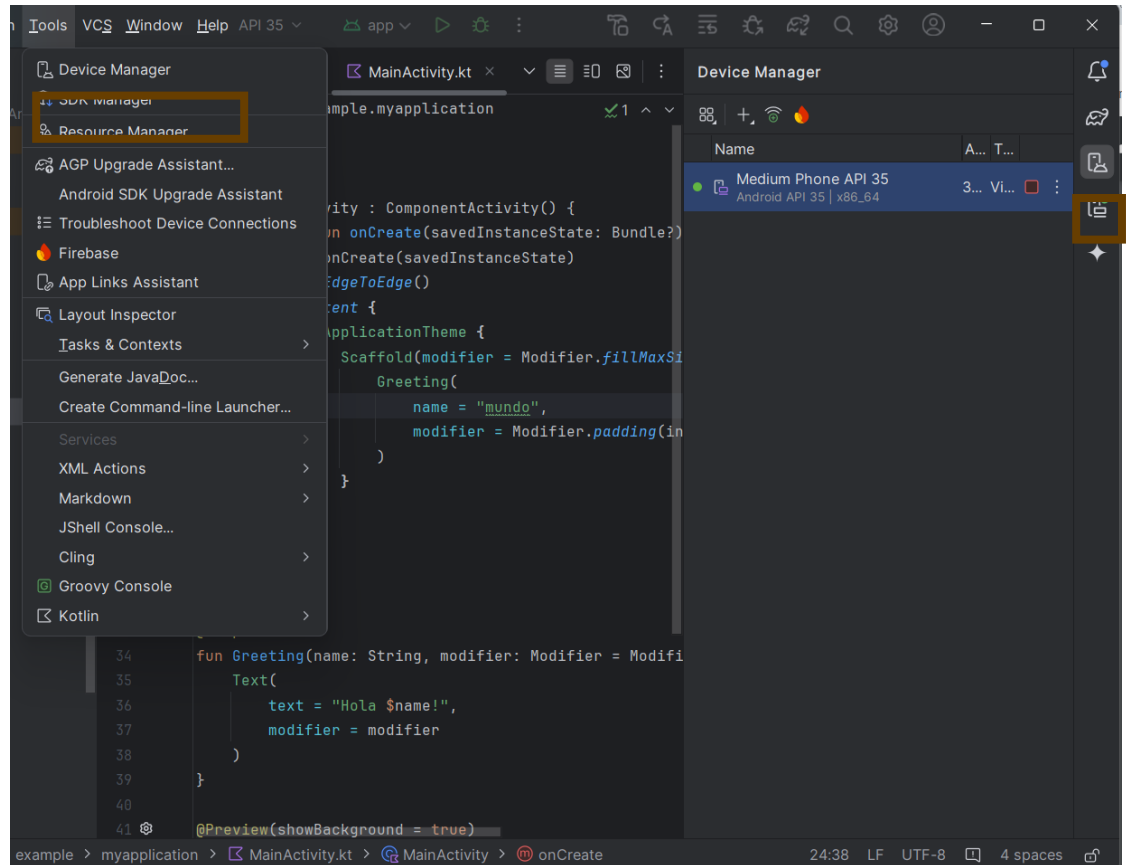 Tools VCS Window Help API 35 app
Device Manager
SDK Manager
Resource Manager
AGP Upgrade Assistant...
Android SDK Upgrade Assistant
Troubleshoot Device Connections
Firebase
App Links Assistant
Layout Inspector
Tasks & Contexts
Generate JavaDoc...
Create Command-line Launcher...
Services
XML Actions
Markdown
JShell Console...
Cling
G Groovy Console
Kotlin
MainActivity.kt
ample.myapplication 1
vity : ComponentActivity() {
un onCreate(savedInstanceState: Bundle?)
onCreate(savedInstanceState)
EdgeToEdge()
tent {
ApplicationTheme {
Scaffold(modifier = Modifier.fillMaxSi
Greeting(
name = "mundo",
modifier = Modifier.padding(in
)
}
34 fun Greeting(name: String, modifier: Modifier = Modifi
35 Text(
36 text = "Hola $name!",
37 modifier = modifier
38 )
39 }
40
41 @Preview(showBackground = true)
Device Manager
Name A... T...
Medium Phone API 35 3... Vi...
Android API 35 | x86_64
example > myapplication > MainActivity.kt > MainActivity > m onCreate 24:38 LF UTF-8 4 spaces